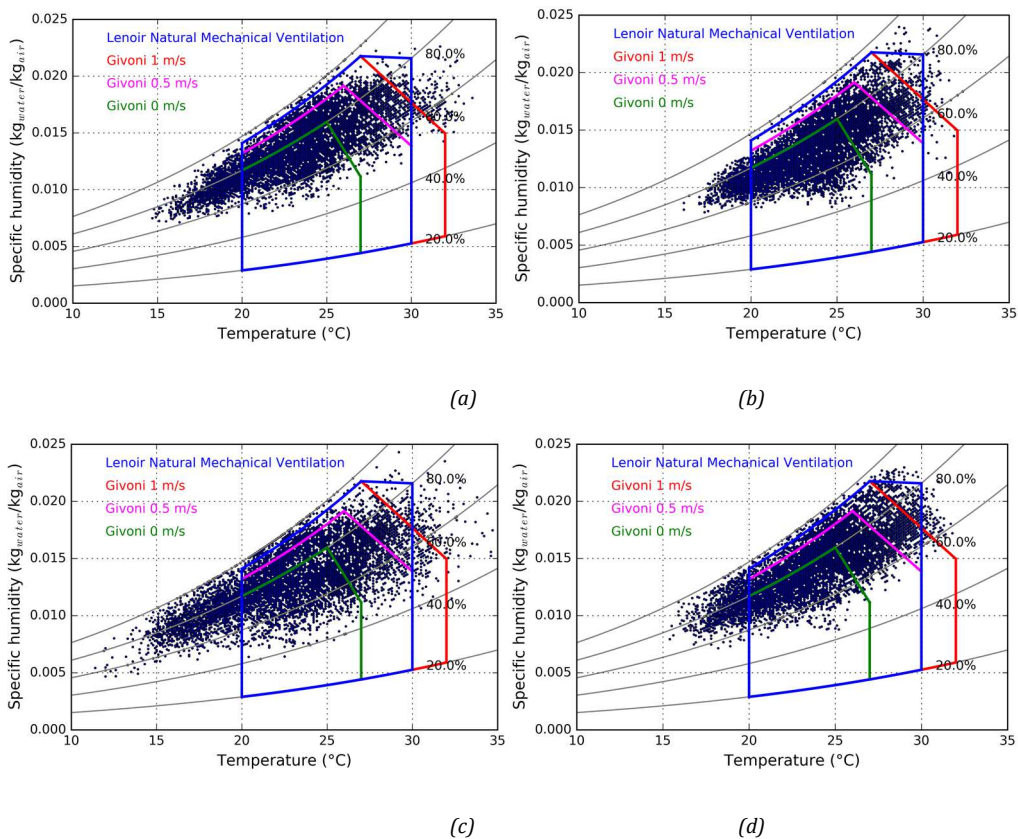 0.025
Lenoir Natural Mechanical Ventilation
80.0%
Givoni 1 m/s
0.020
Givoni 0.5 m/s
Givoni 0 m/s
60.0%
0.015
40.0%
0.010
20.0%
0.005
0.000
10 15 20 25 30 35
Temperature (°C)
Specific humidity (kg_water/kg_air)
(a)
0.025
Lenoir Natural Mechanical Ventilation
80.0%
Givoni 1 m/s
0.020
Givoni 0.5 m/s
Givoni 0 m/s
60.0%
0.015
40.0%
0.010
20.0%
0.005
0.000
10 15 20 25 30 35
Temperature (°C)
Specific humidity (kg_water/kg_air)
(b)
0.025
Lenoir Natural Mechanical Ventilation
80.0%
Givoni 1 m/s
0.020
Givoni 0.5 m/s
Givoni 0 m/s
60.0%
0.015
40.0%
0.010
20.0%
0.005
0.000
10 15 20 25 30 35
Temperature (°C)
Specific humidity (kg_water/kg_air)
(c)
0.025
Lenoir Natural Mechanical Ventilation
80.0%
Givoni 1 m/s
0.020
Givoni 0.5 m/s
Givoni 0 m/s
60.0%
0.015
40.0%
0.010
20.0%
0.005
0.000
10 15 20 25 30 35
Temperature (°C)
Specific humidity (kg_water/kg_air)
(d)